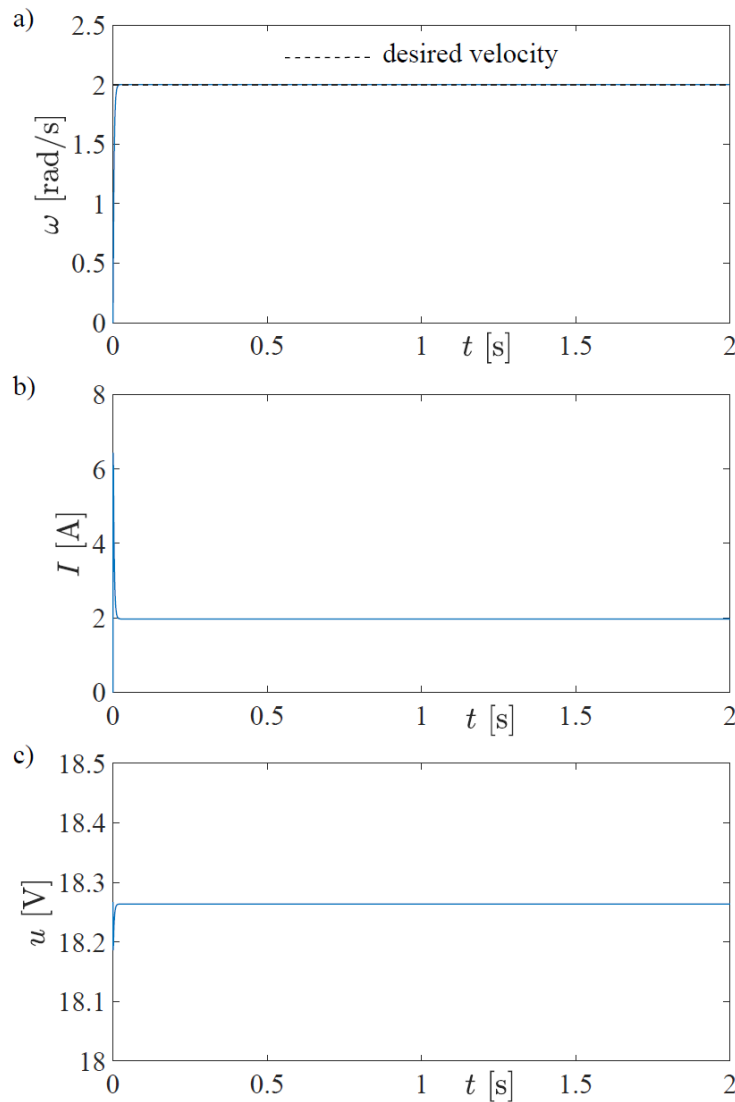 a)
2.5
desired velocity
2
1.5
ω [rad/s]
1
0.5
0
0 0.5 1 t [s] 1.5 2
b)
8
6
I [A]
4
2
0
0 0.5 1 t [s] 1.5 2
c)
18.5
18.4
18.3
u [V]
18.2
18.1
18
0 0.5 1 t [s] 1.5 2